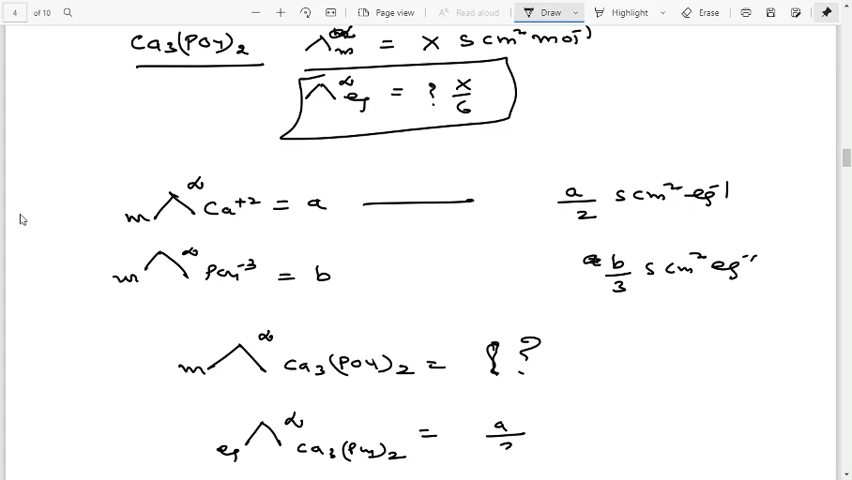 4 of 10 Page view Read aloud Draw Highlight Erase
Ca₃(PO4)₂ Λ∞m = x S cm² mol⁻¹
Λ∞eq = ? x/6
mΛ∞ Ca⁺² = a a/2 S cm² eq⁻¹
mΛ∞ PO4⁻³ = b b/3 S cm² eq⁻¹
mΛ∞ Ca₃(PO4)₂ = ?
eqΛ∞ Ca₃(PO4)₂ = a/2